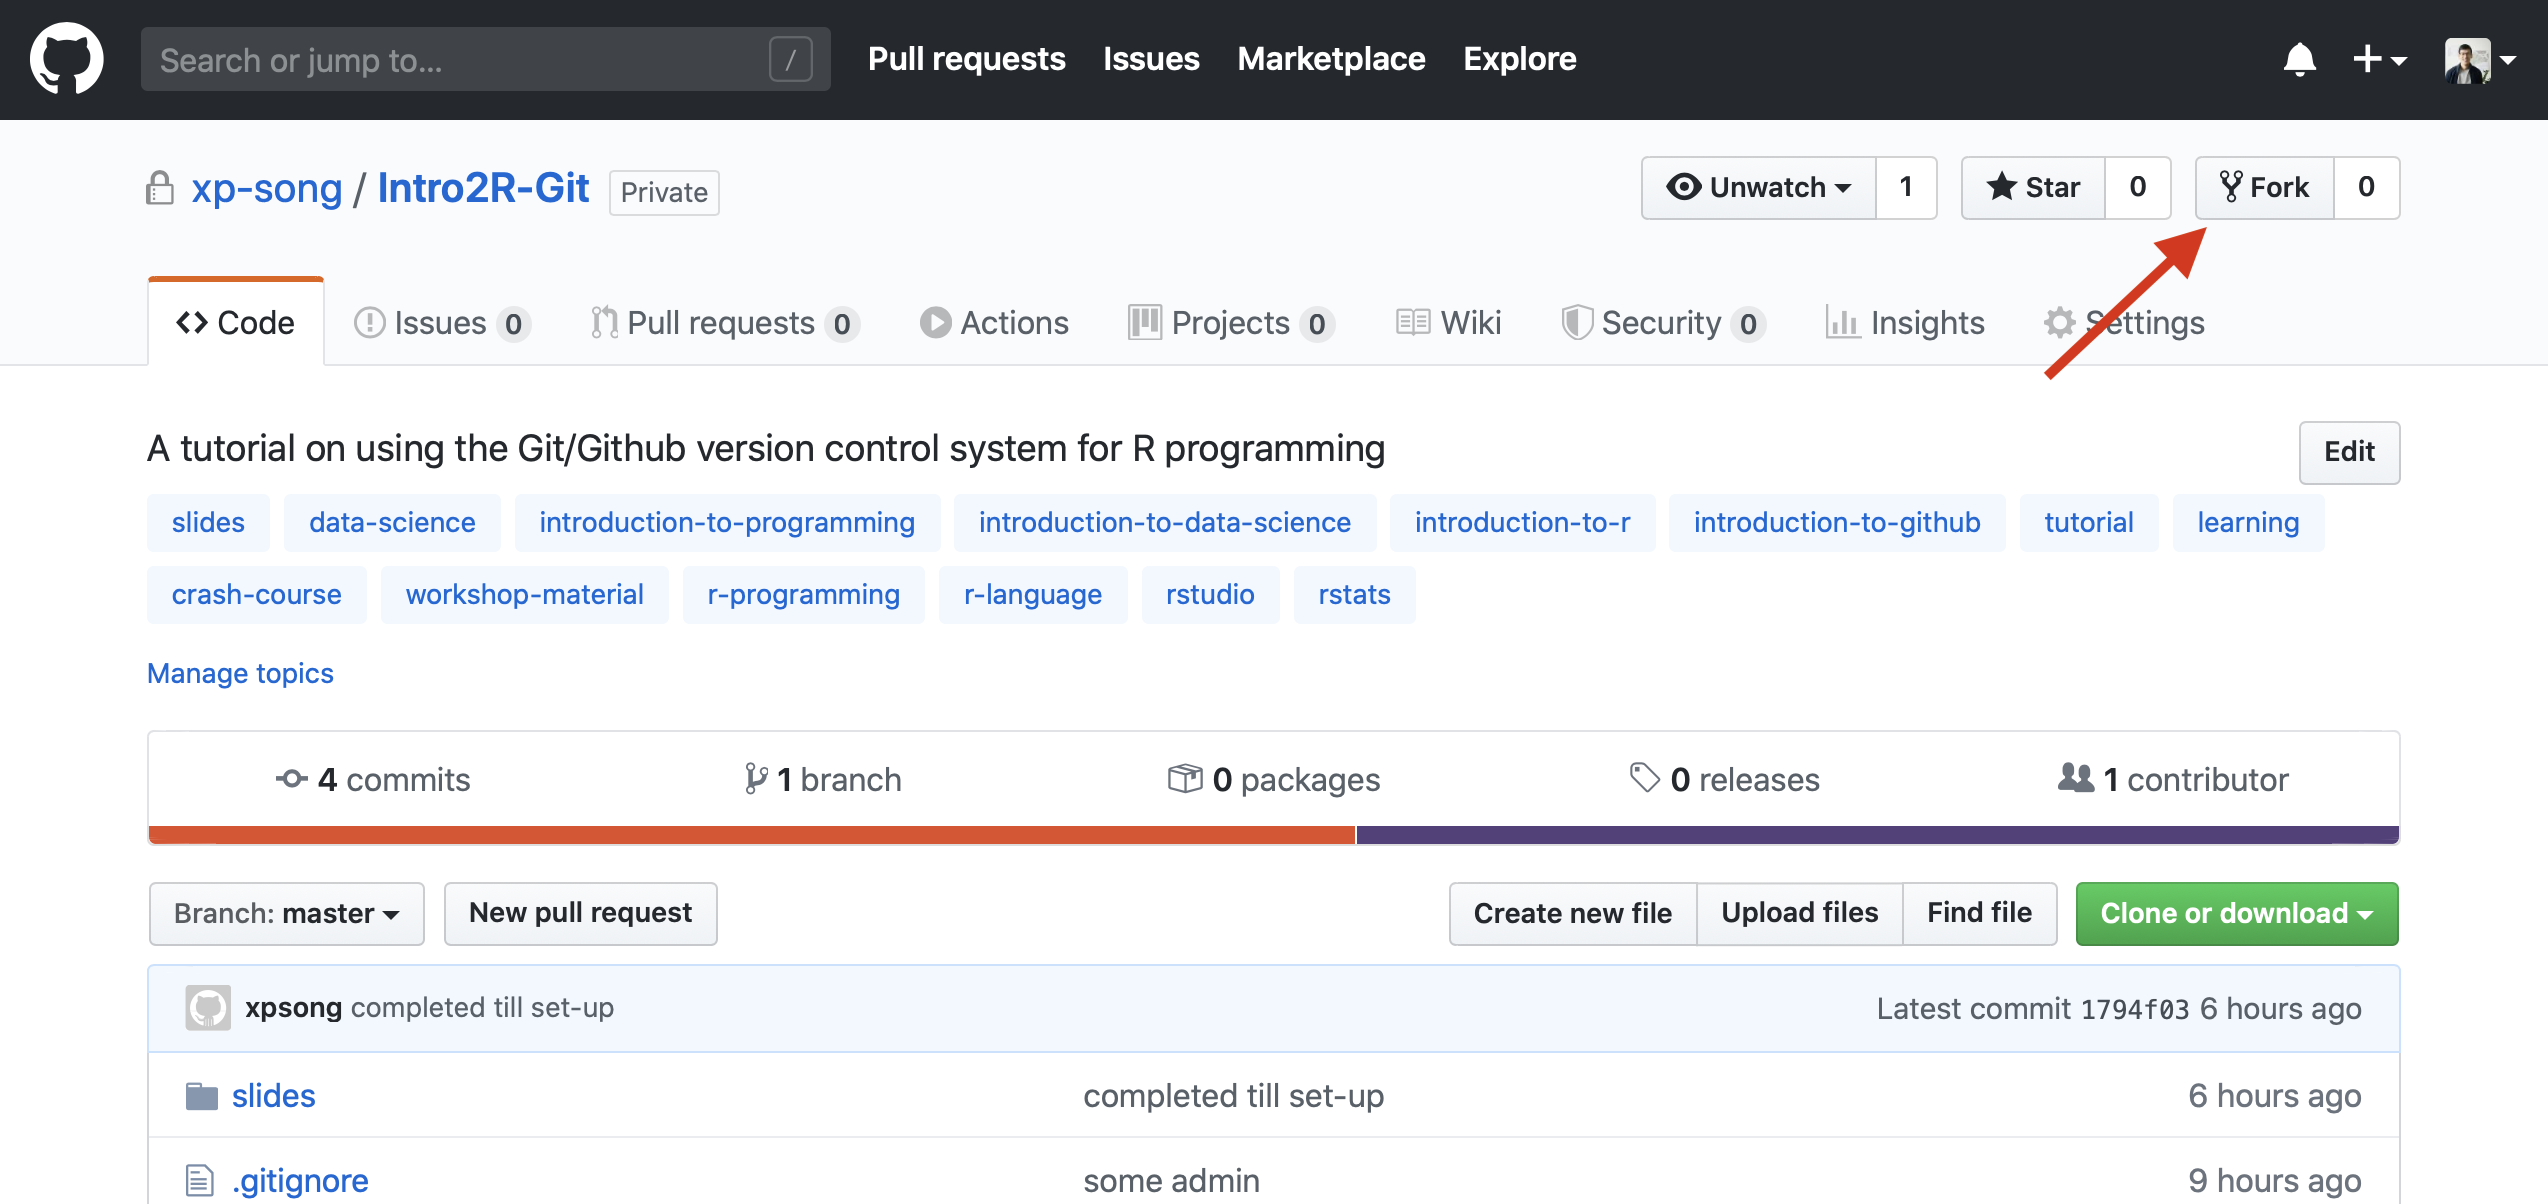 Search or jump to... / Pull requests Issues Marketplace Explore
xp-song / Intro2R-Git Private Unwatch 1 Star 0 Fork 0
Code Issues 0 Pull requests 0 Actions Projects 0 Wiki Security 0 Insights Settings
A tutorial on using the Git/Github version control system for R programming Edit
slides data-science introduction-to-programming introduction-to-data-science introduction-to-r introduction-to-github tutorial learning
crash-course workshop-material r-programming r-language rstudio rstats
Manage topics
4 commits 1 branch 0 packages 0 releases 1 contributor
Branch: master New pull request Create new file Upload files Find file Clone or download
xpsong completed till set-up Latest commit 1794f03 6 hours ago
slides completed till set-up 6 hours ago
.gitignore some admin 9 hours ago